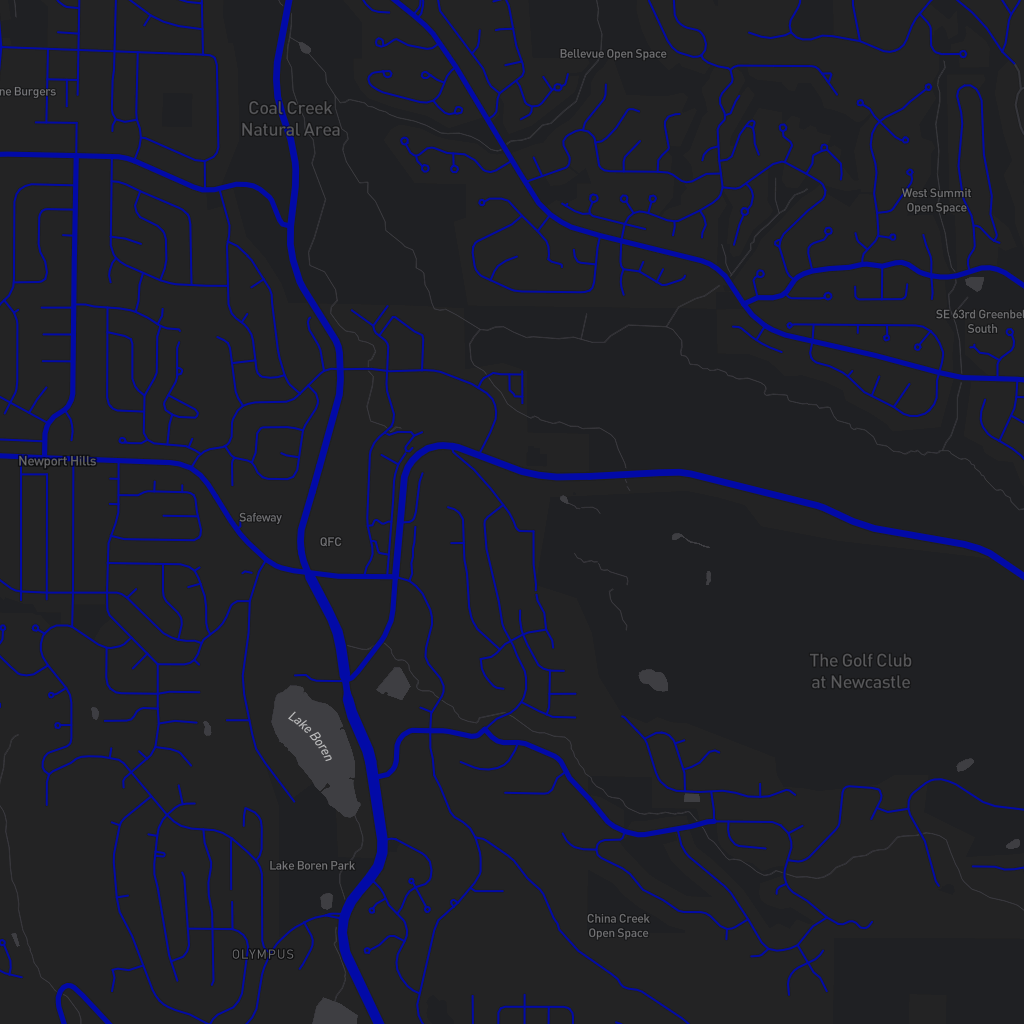 Bellevue Open Space
ne Burgers
Coal Creek
Natural Area
West Summit
Open Space
SE 63rd Greenbel
South
Newport Hills
Safeway
QFC
The Golf Club
at Newcastle
Lake Boren
Lake Boren Park
China Creek
Open Space
OLYMPUS